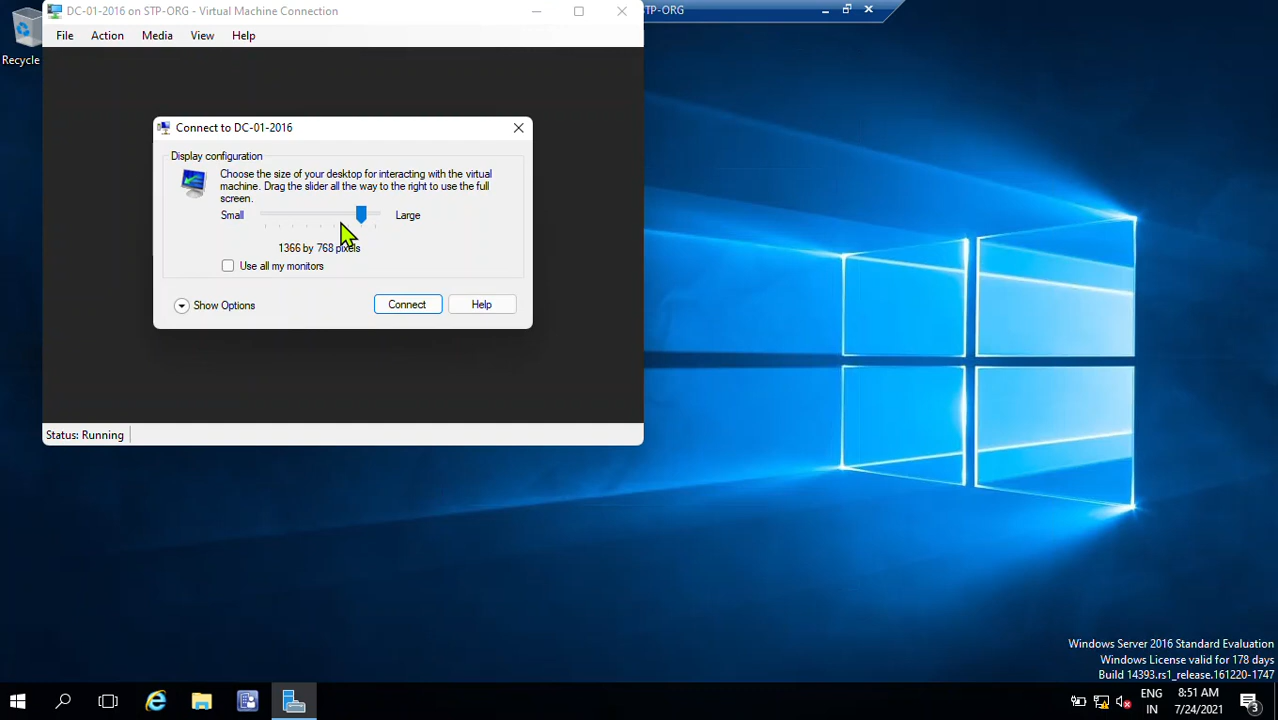 DC-01-2016 on STP-ORG - Virtual Machine Connection
STP-ORG
File Action Media View Help
Recycle
Connect to DC-01-2016
Display configuration
Choose the size of your desktop for interacting with the virtual
machine. Drag the slider all the way to the right to use the full
screen.
Small Large
1366 by 768 pixels
Use all my monitors
Show Options Connect Help
Status: Running
Windows Server 2016 Standard Evaluation
Windows License valid for 178 days
Build 14393.rs1_release.161220-1747
ENG 8:51 AM
IN 7/24/2021 3